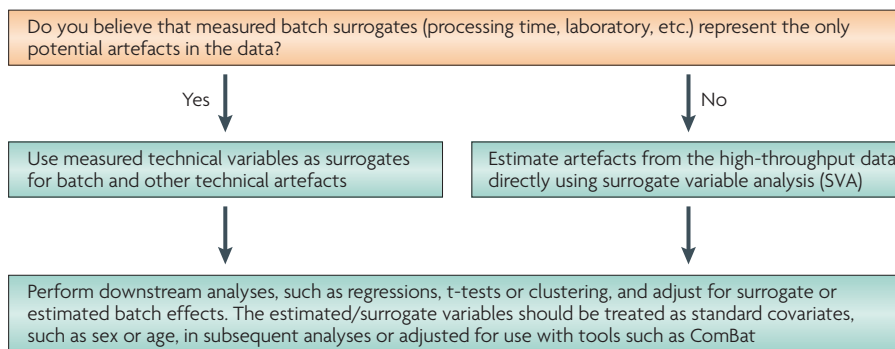 Do you believe that measured batch surrogates (processing time, laboratory, etc.) represent the only
potential artefacts in the data?
Yes
No
Use measured technical variables as surrogates
for batch and other technical artefacts
Estimate artefacts from the high-throughput data
directly using surrogate variable analysis (SVA)
Perform downstream analyses, such as regressions, t-tests or clustering, and adjust for surrogate or
estimated batch effects. The estimated/surrogate variables should be treated as standard covariates,
such as sex or age, in subsequent analyses or adjusted for use with tools such as ComBat